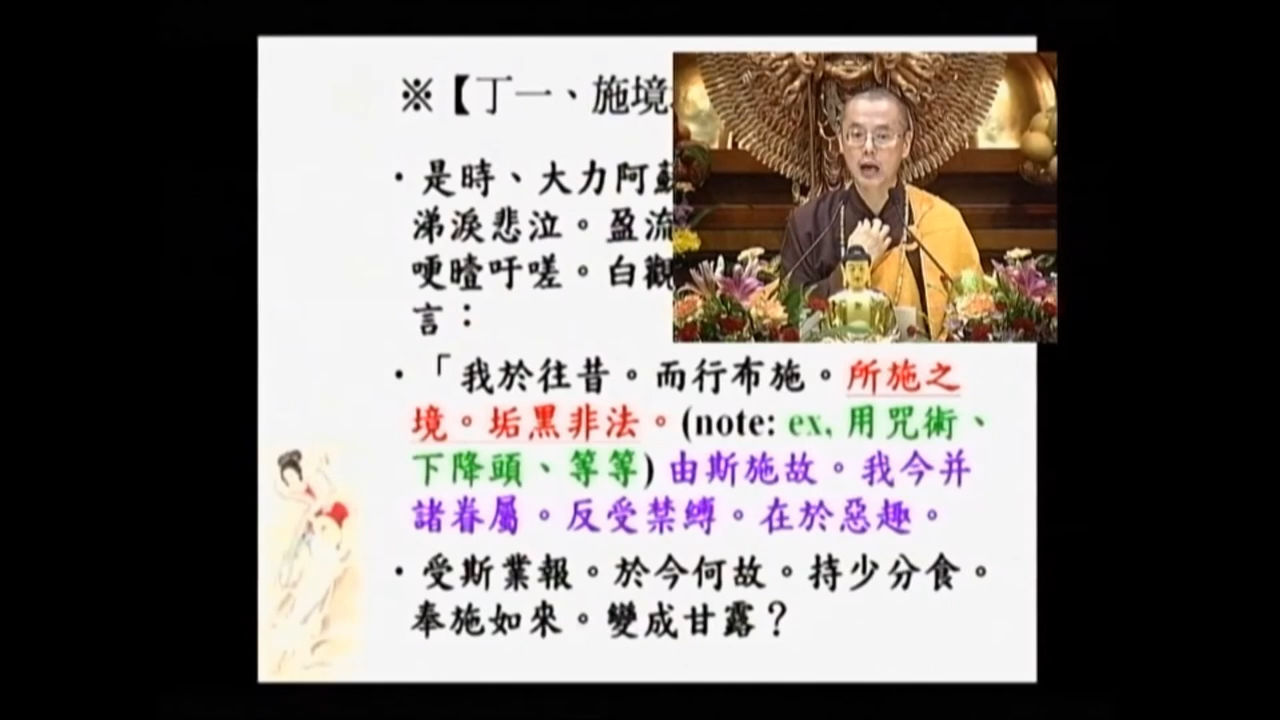 ※【丁一、施境
・是時、大力阿蘇
涕淚悲泣。盈流
哽曀吁嗟。白觀
言：
・「我於往昔。而行布施。所施之
境。垢黑非法。(note: ex, 用咒術、
下降頭、等等) 由斯施故。我今并
諸眷屬。反受禁縛。在於惡趣。
・受斯業報。於今何故。持少分食。
奉施如來。變成甘露？